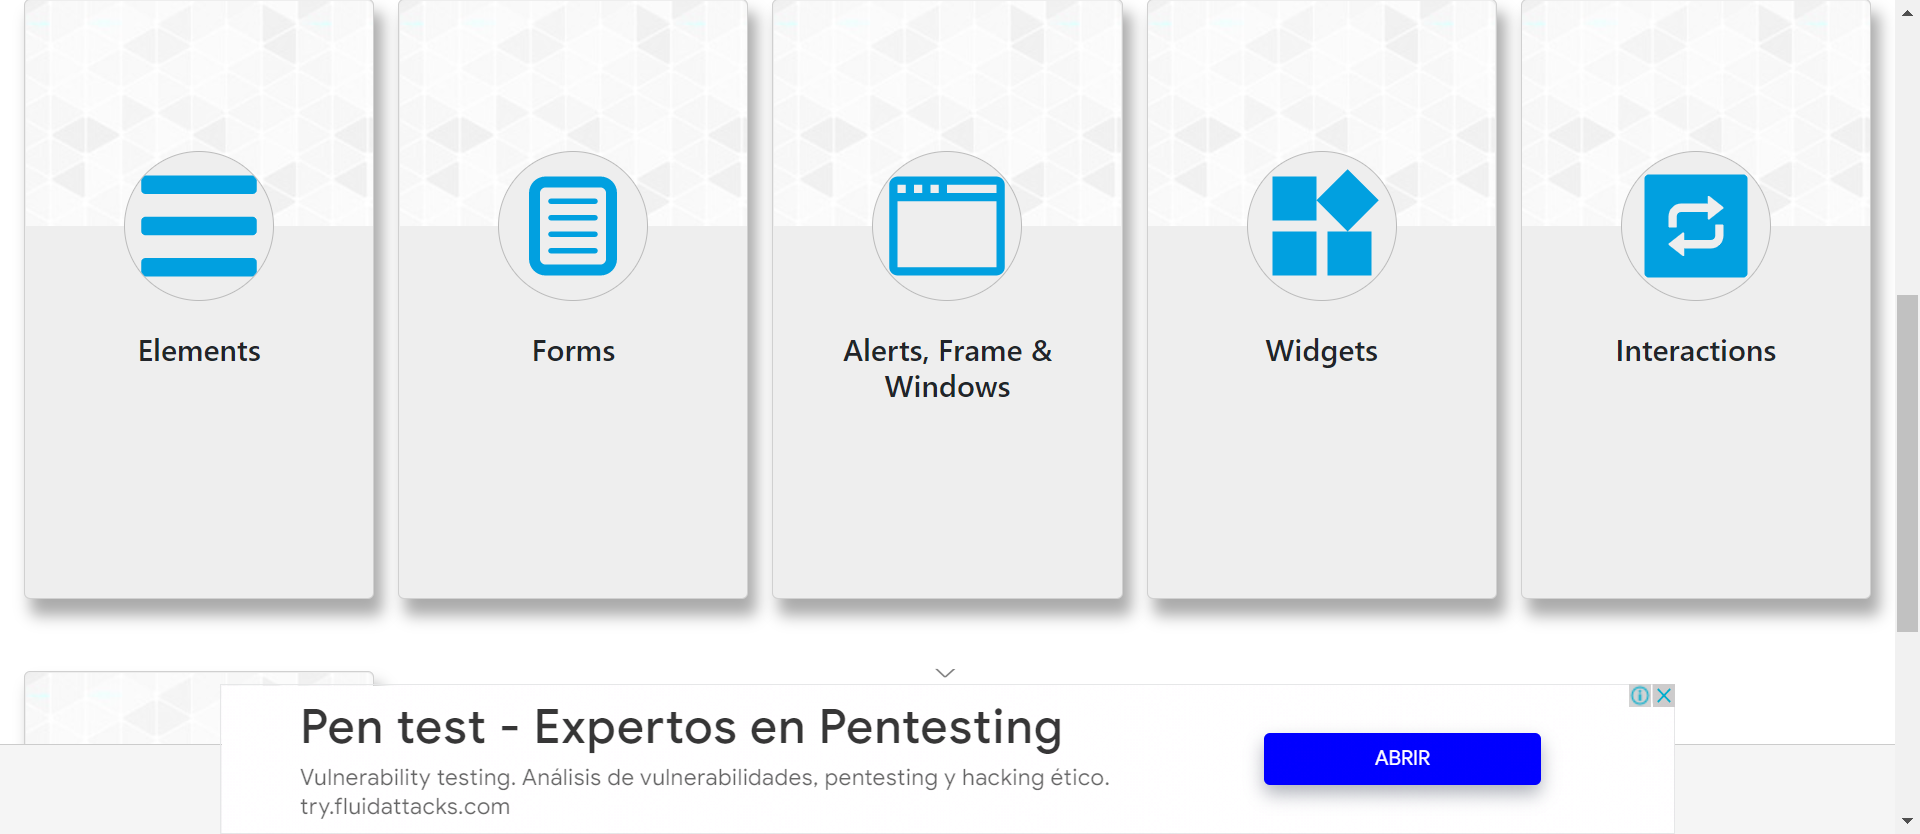 Elements
Forms
Alerts, Frame &
Windows
Widgets
Interactions
Pen test - Expertos en Pentesting
Vulnerability testing. Análisis de vulnerabilidades, pentesting y hacking ético.
try.fluidattacks.com
ABRIR